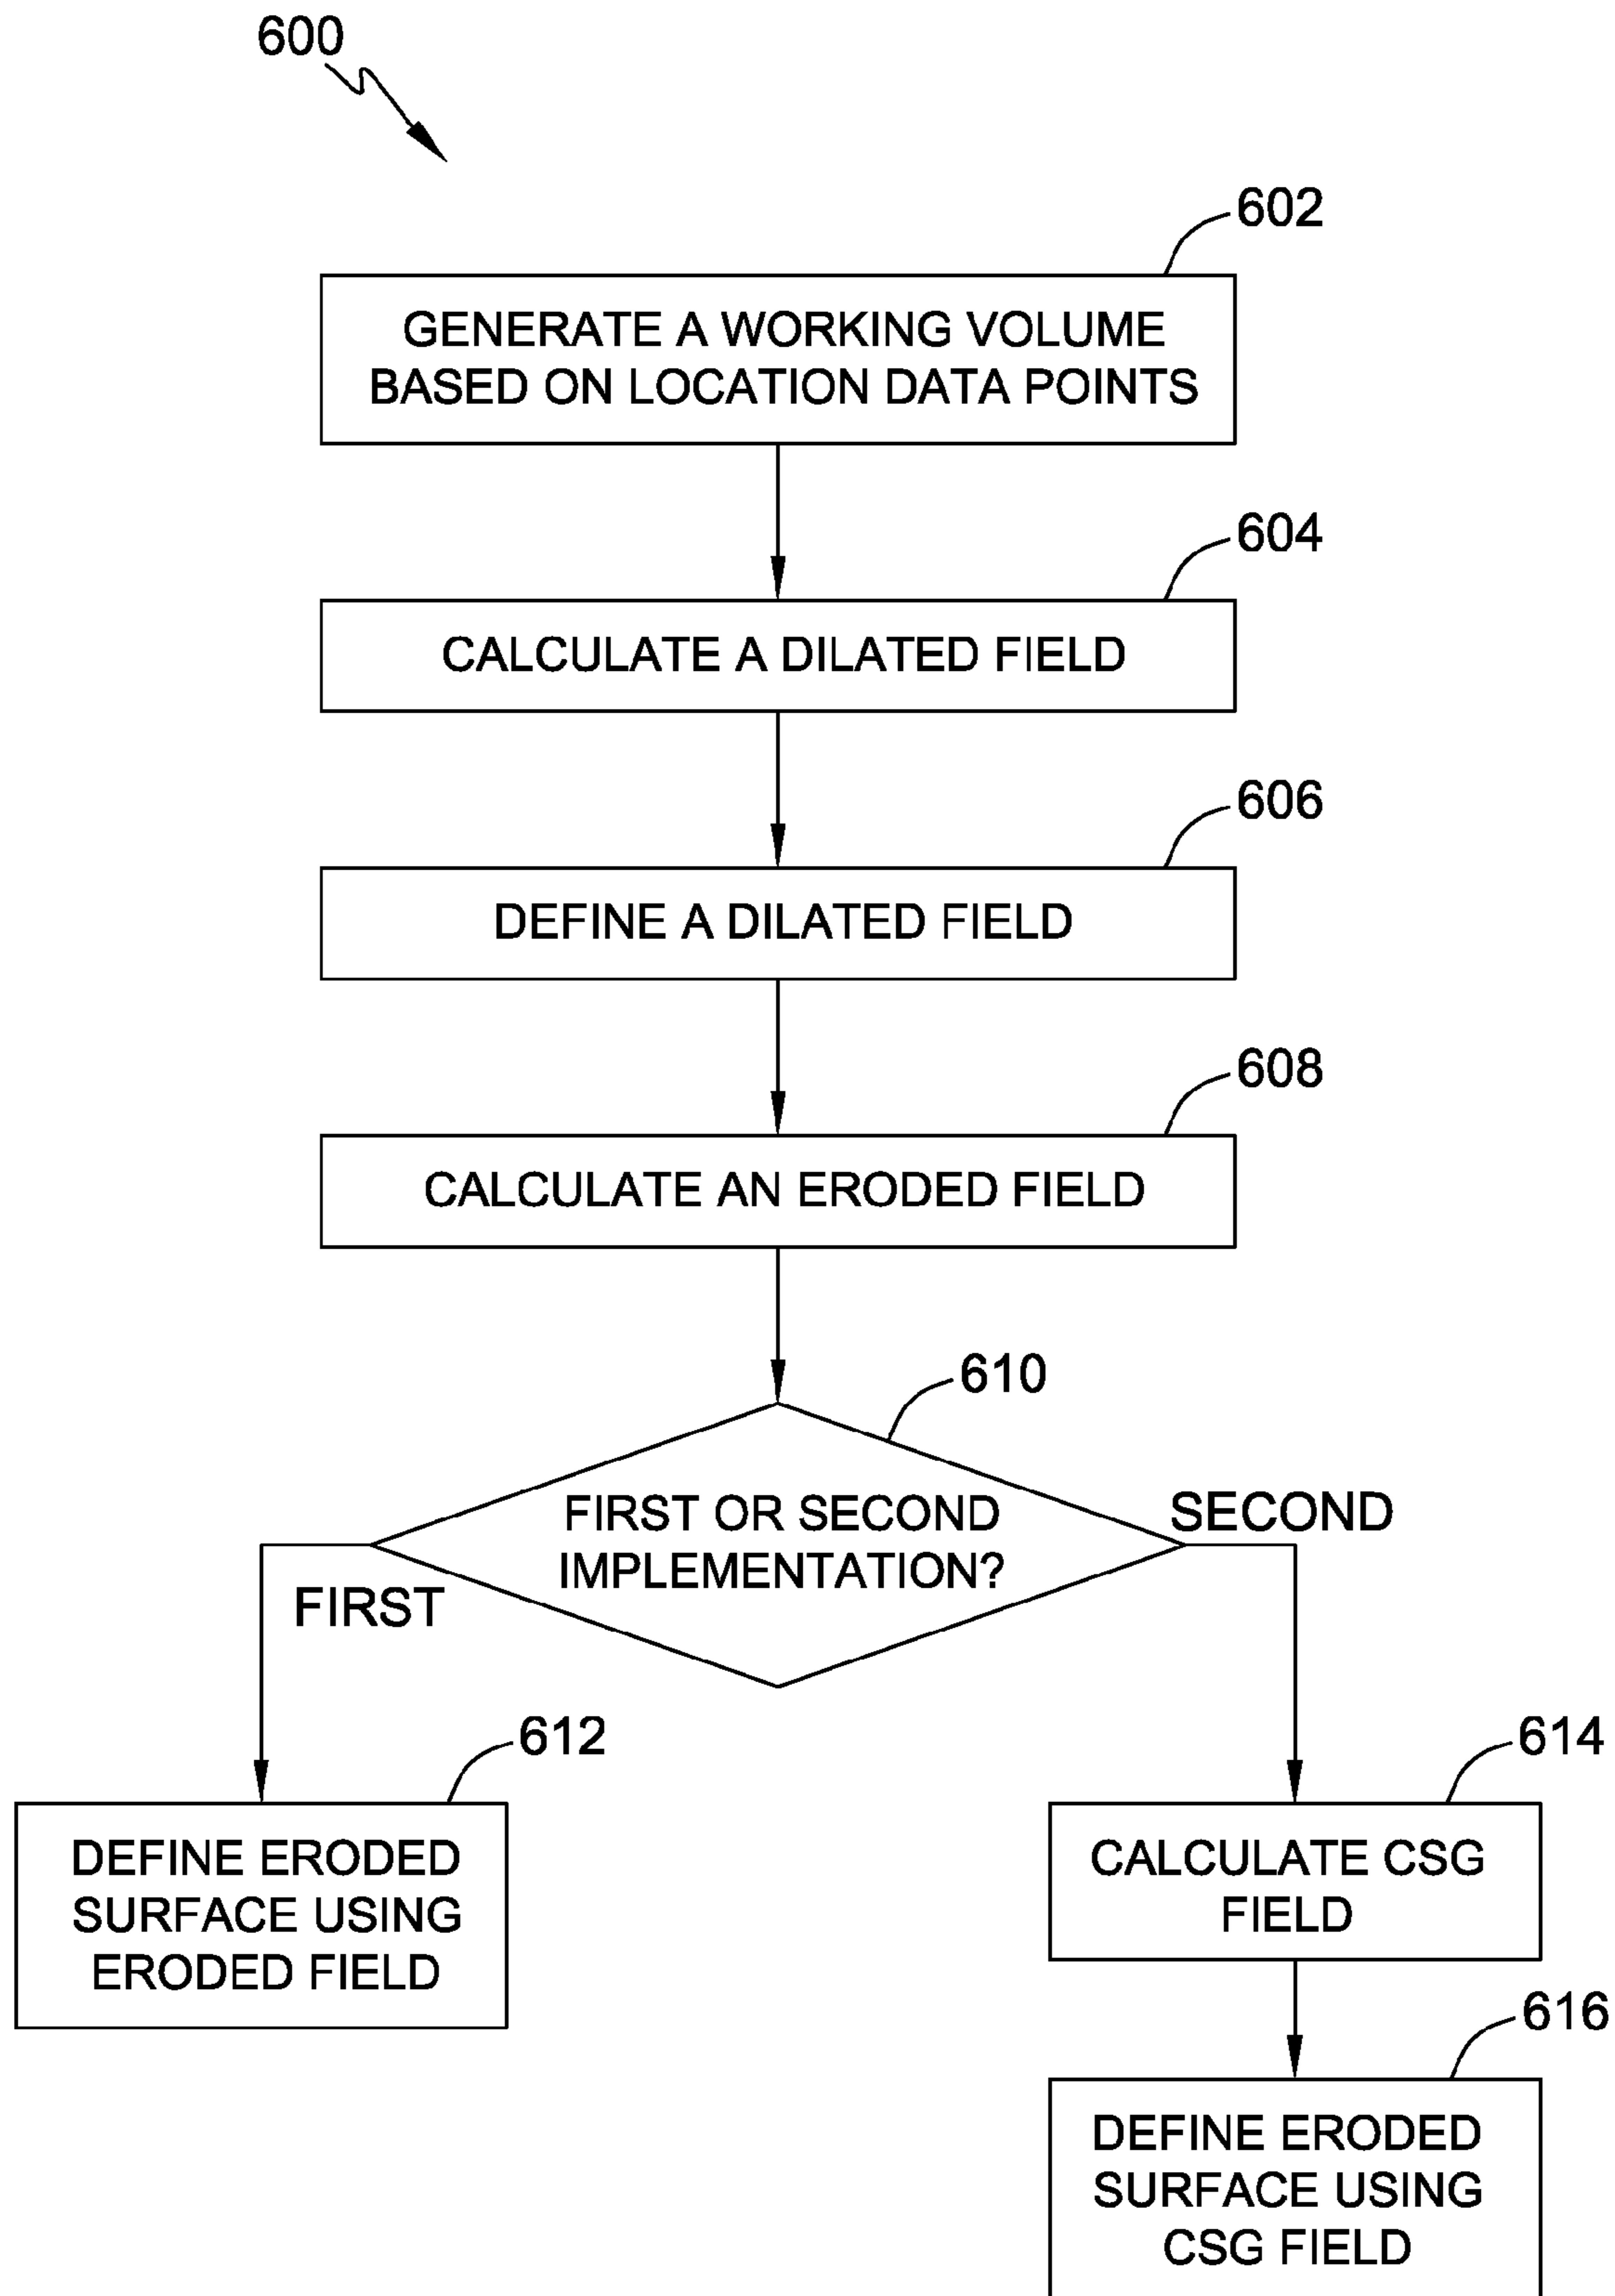 600
602
GENERATE A WORKING VOLUME
BASED ON LOCATION DATA POINTS
604
CALCULATE A DILATED FIELD
606
DEFINE A DILATED FIELD
608
CALCULATE AN ERODED FIELD
610
FIRST OR SECOND
IMPLEMENTATION?
SECOND
FIRST
612
DEFINE ERODED
SURFACE USING
ERODED FIELD
614
CALCULATE CSG
FIELD
616
DEFINE ERODED
SURFACE USING
CSG FIELD